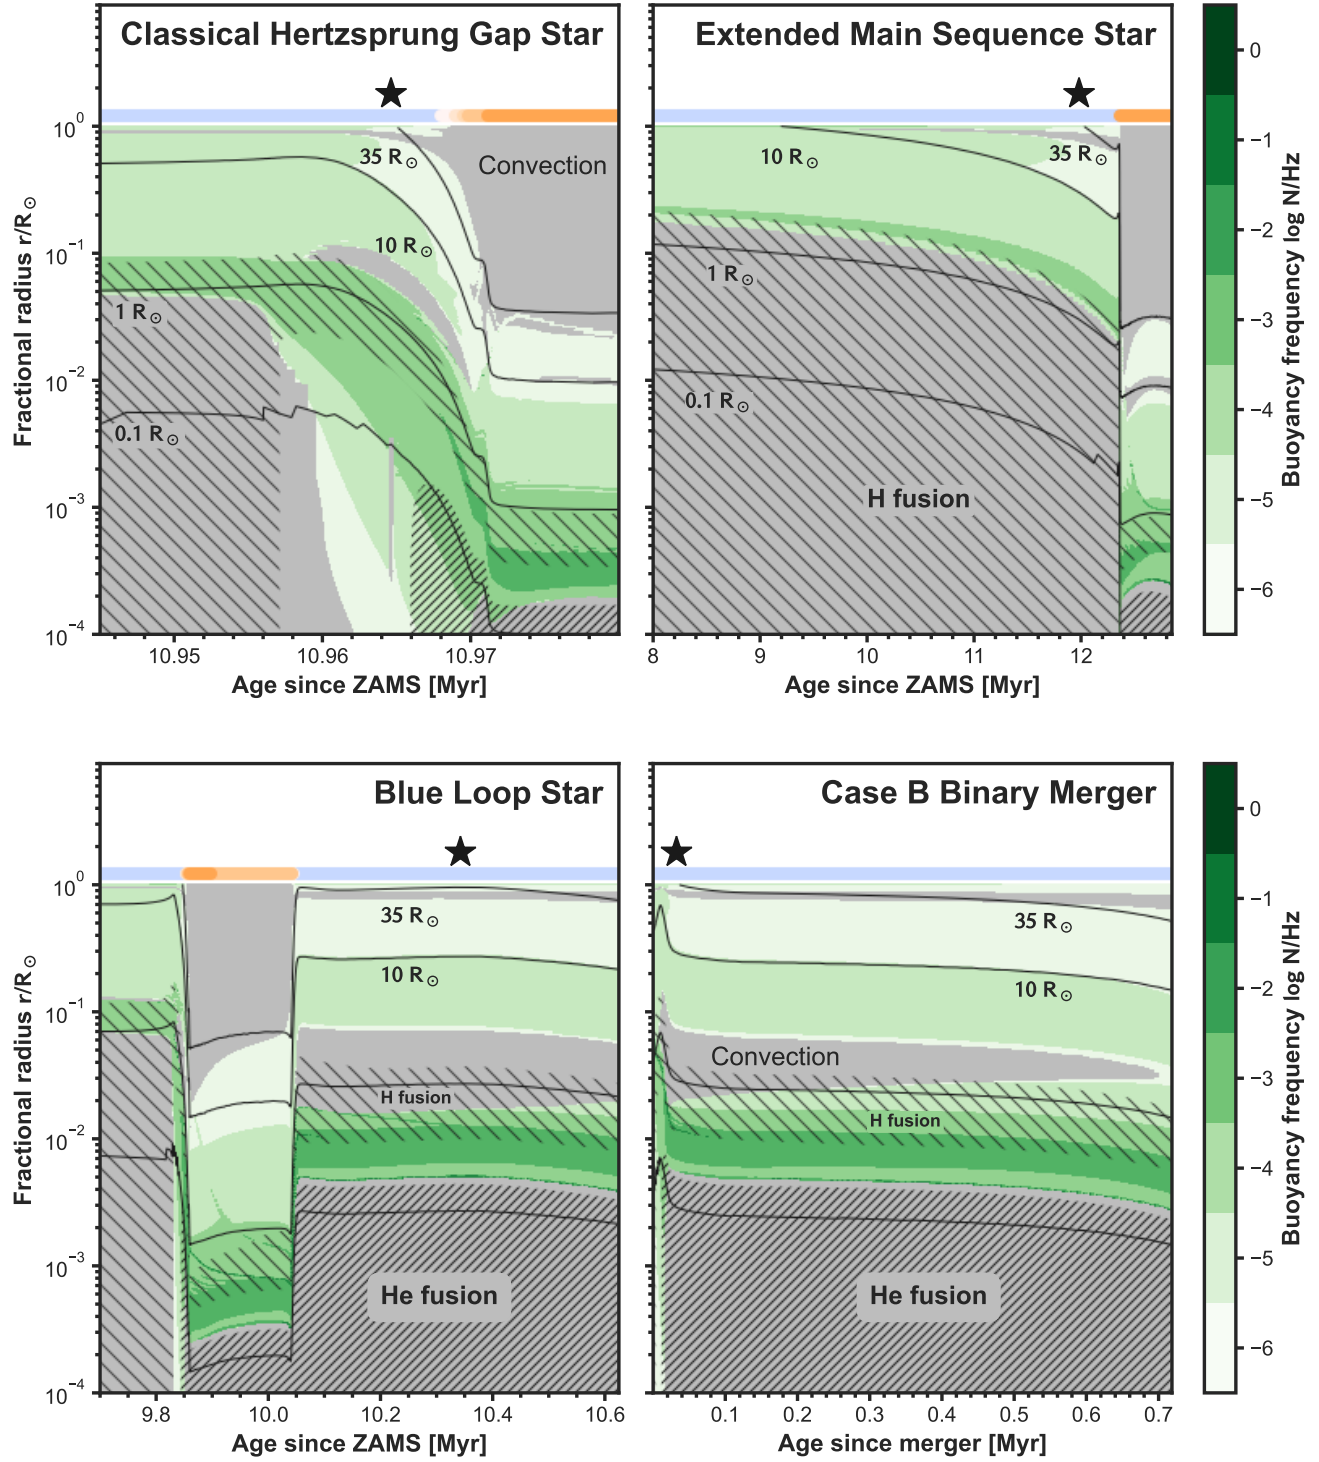 Classical Hertzsprung Gap Star
Extended Main Sequence Star
Fractional radius r/R⊙
10⁰
10⁻¹
10⁻²
10⁻³
10⁻⁴
35 R⊙
Convection
10 R⊙
1 R⊙
0.1 R⊙
10.95
10.96
10.97
Age since ZAMS [Myr]
10 R⊙
35 R⊙
1 R⊙
0.1 R⊙
H fusion
8
9
10
11
12
Age since ZAMS [Myr]
0
−1
−2
−3
−4
−5
−6
Buoyancy frequency log N/Hz
Blue Loop Star
Case B Binary Merger
Fractional radius r/R⊙
10⁰
10⁻¹
10⁻²
10⁻³
10⁻⁴
35 R⊙
10 R⊙
H fusion
He fusion
9.8
10.0
10.2
10.4
10.6
Age since ZAMS [Myr]
35 R⊙
10 R⊙
Convection
H fusion
He fusion
0.1
0.2
0.3
0.4
0.5
0.6
0.7
Age since merger [Myr]
0
−1
−2
−3
−4
−5
−6
Buoyancy frequency log N/Hz